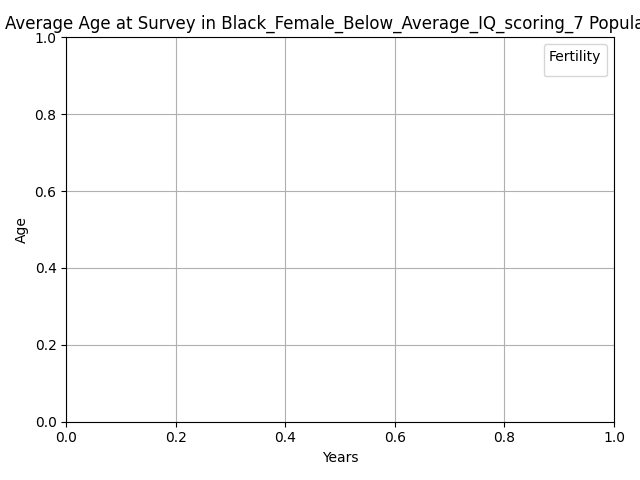 Average Age at Survey in Black_Female_Below_Average_IQ_scoring_7 Popula
Fertility
1.0
0.8
0.6
0.4
0.2
0.0
Age
0.0 0.2 0.4 0.6 0.8 1.0
Years